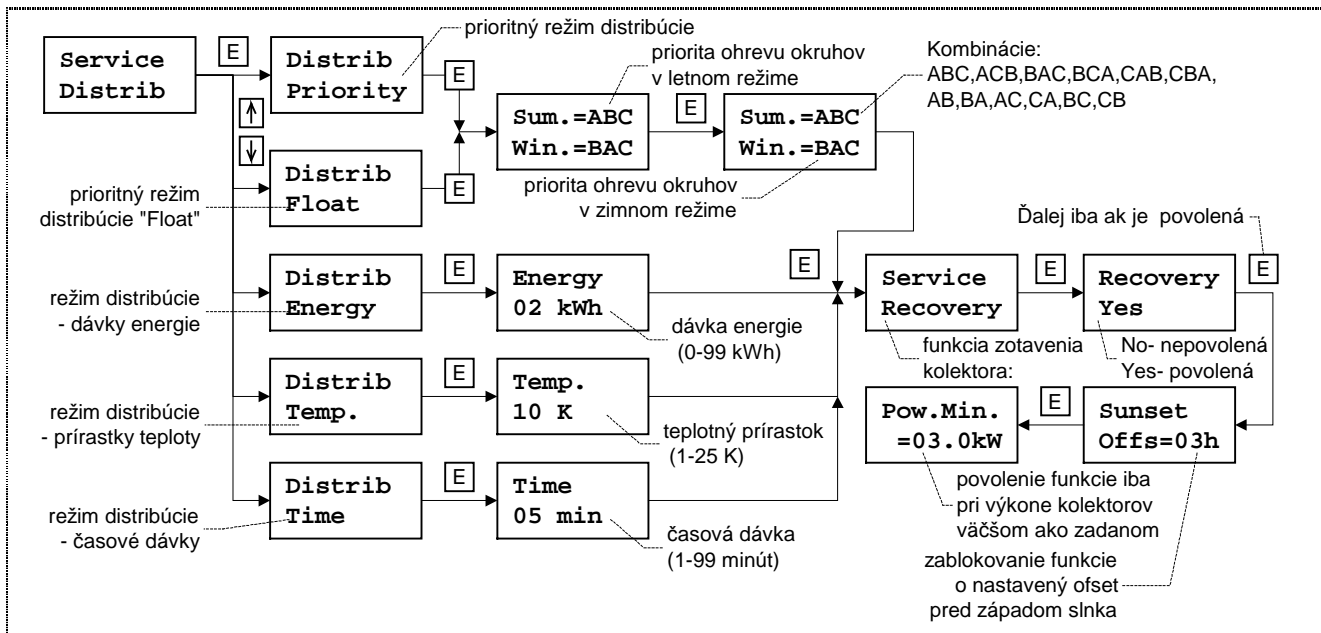 prioritný režim distribúcie
Service
Distrib
E
Distrib
Priority
E
priorita ohrevu okruhov
v letnom režime
Kombinácie:
ABC,ACB,BAC,BCA,CAB,CBA,
AB,BA,AC,CA,BC,CB
↑
↓
Sum.=ABC
Win.=BAC
E
Sum.=ABC
Win.=BAC
prioritný režim
distribúcie "Float"
Distrib
Float
E
priorita ohrevu okruhov
v zimnom režime
Ďalej iba ak je povolená
režim distribúcie
- dávky energie
Distrib
Energy
E
Energy
02 kWh
dávka energie
(0-99 kWh)
E
Service
Recovery
funkcia zotavenia
kolektora:
E
Recovery
Yes
E
No- nepovolená
Yes- povolená
režim distribúcie
- prírastky teploty
Distrib
Temp.
E
Temp.
10 K
teplotný prírastok
(1-25 K)
Pow.Min.
=03.0kW
E
Sunset
Offs=03h
režim distribúcie
- časové dávky
Distrib
Time
E
Time
05 min
časová dávka
(1-99 minút)
povolenie funkcie iba
pri výkone kolektorov
väčšom ako zadanom
zablokovanie funkcie
o nastavený ofset
pred západom slnka